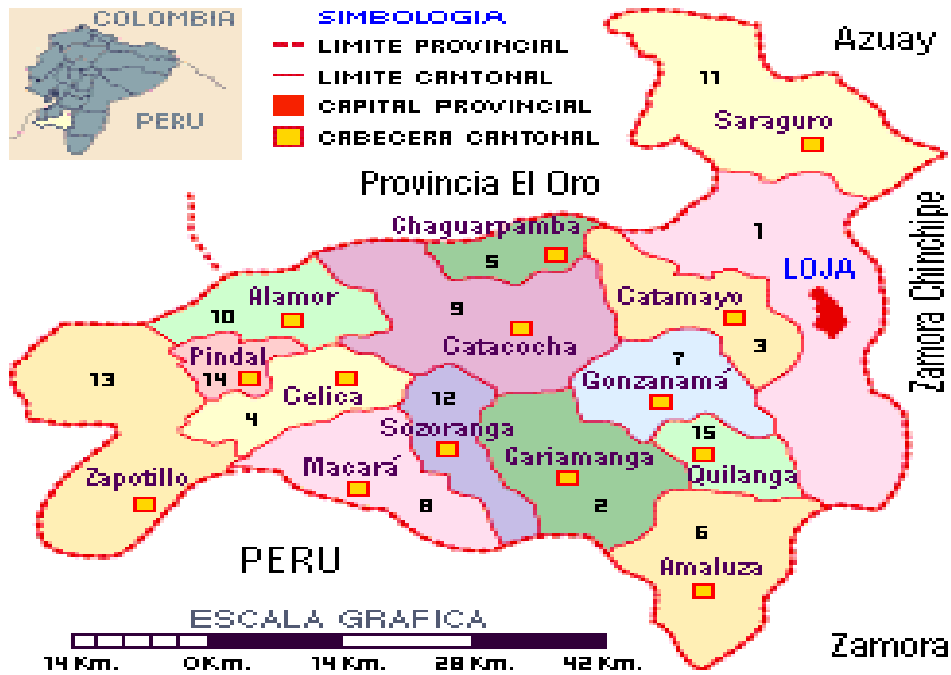 COLOMBIA
PERU
SIMBOLOGIA
LIMITE PROVINCIAL
LIMITE CANTONAL
CAPITAL PROVINCIAL
CABECERA CANTONAL
Azuay
11
Saraguro
Provincia El Oro
Zamora Chinchipe
1
LOJA
Chaguarpamba
5
Alamor
10
9
Catacocha
Catamayo
3
Pindal
14
13
Celica
4
7
Gonzanamá
12
Sozoranga
15
Quilanga
Cariamanga
2
Macará
8
Zapotillo
6
Amaluza
PERU
ESCALA GRAFICA
14 Km. 0Km. 14 Km. 28 Km. 42 Km.
Zamora